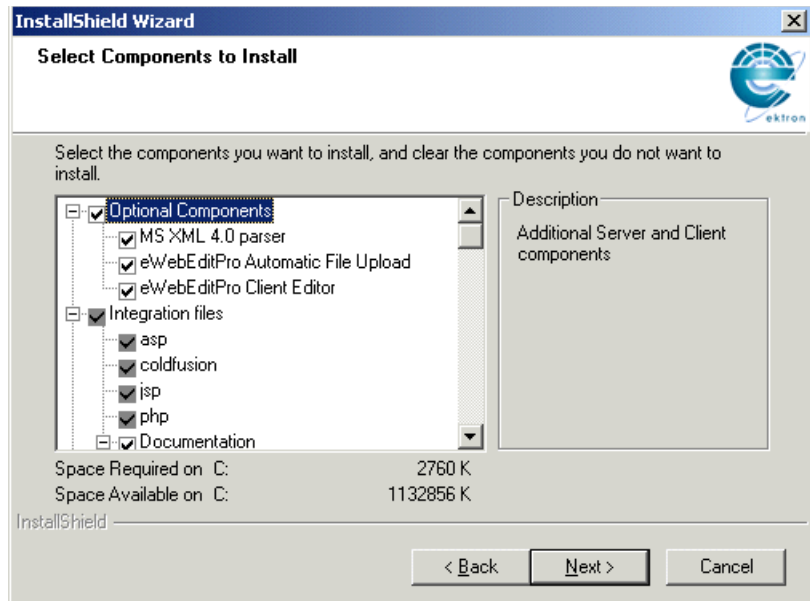 InstallShield Wizard
Select Components to Install
ektron
Select the components you want to install, and clear the components you do not want to
install.
Optional Components
MS XML 4.0 parser
eWebEditPro Automatic File Upload
eWebEditPro Client Editor
Integration files
asp
coldfusion
jsp
php
Documentation
Description
Additional Server and Client
components
Space Required on C: 2760 K
Space Available on C: 1132856 K
InstallShield
< Back Next > Cancel